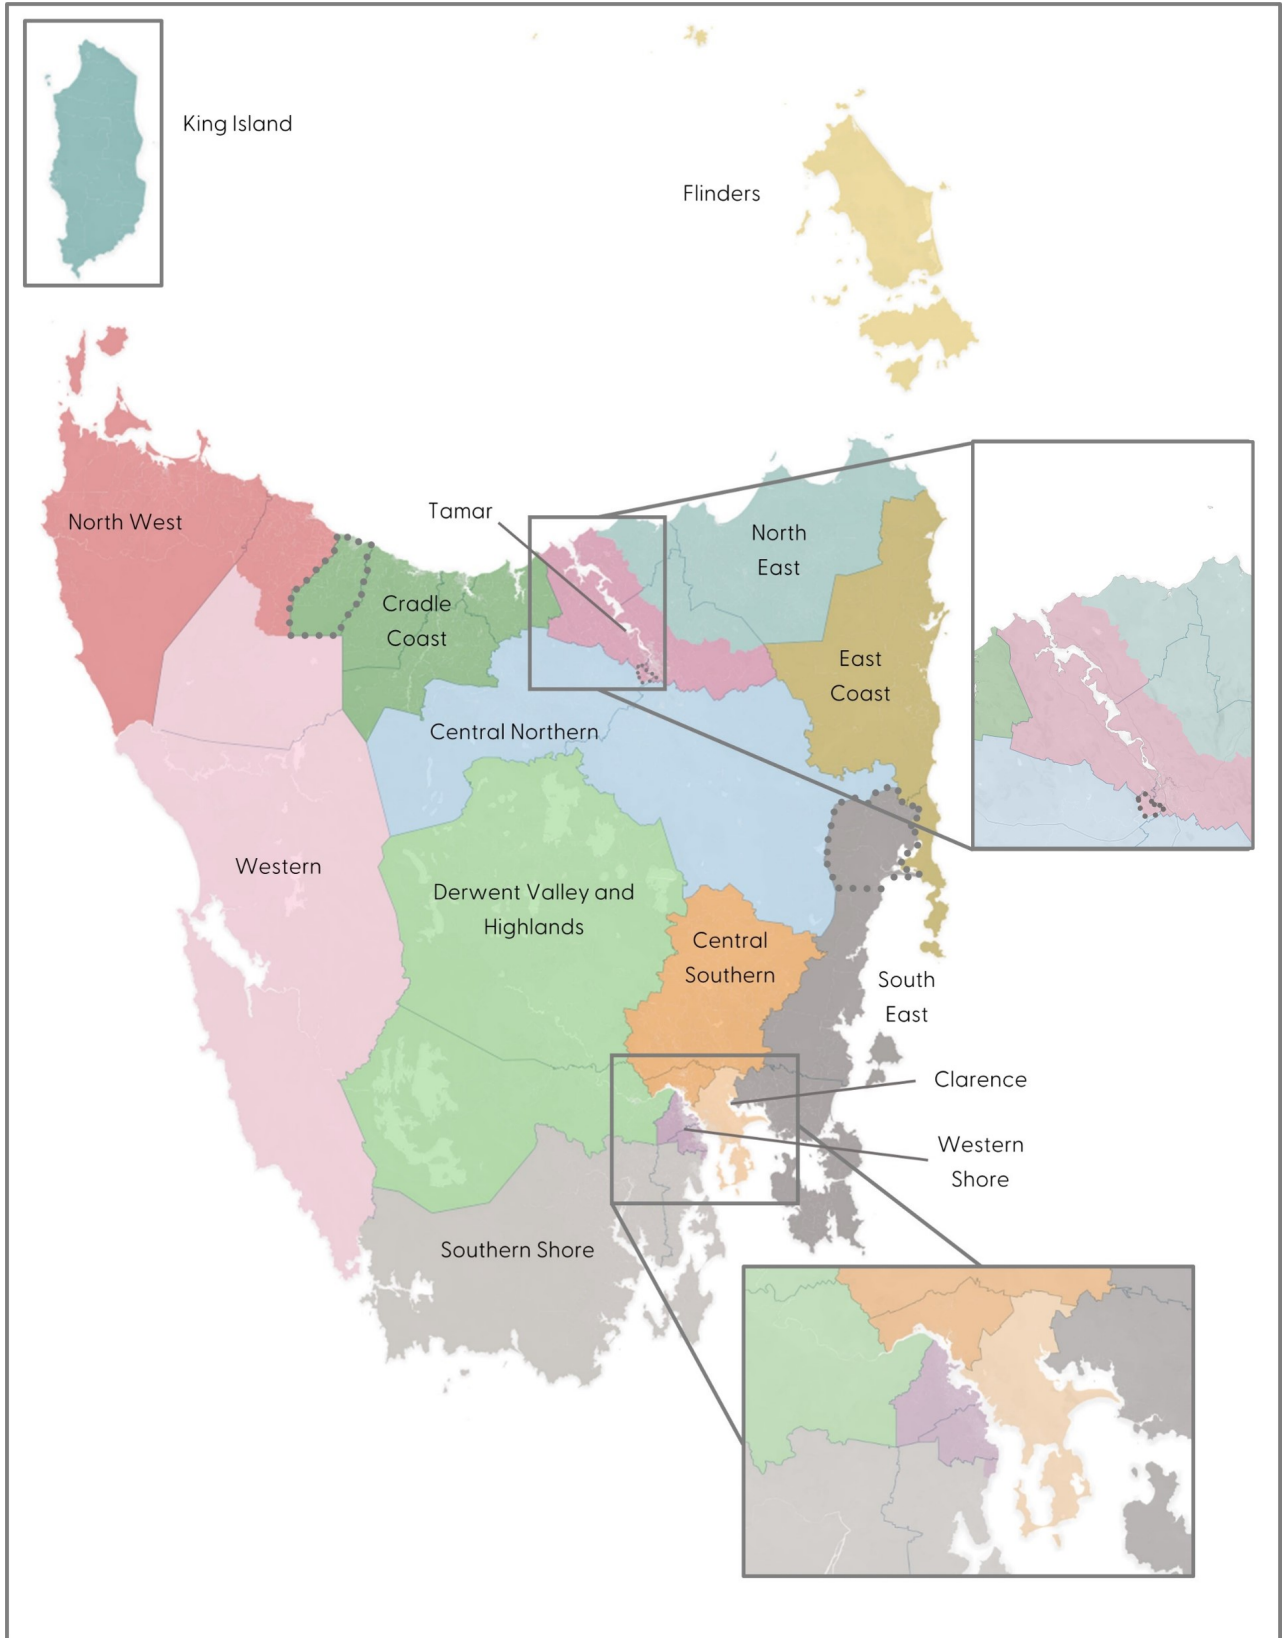 King Island
Flinders
North West
Tamar
North
East
Cradle
Coast
East
Coast
Central Northern
Western
Derwent Valley and
Highlands
Central
Southern
South
East
Clarence
Western
Shore
Southern Shore